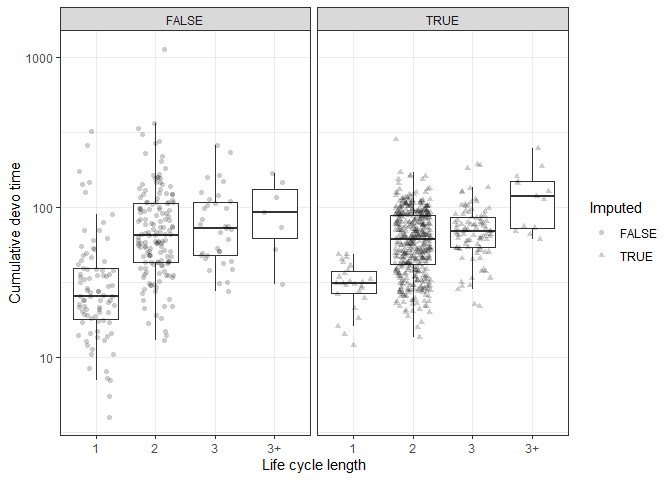 FALSE TRUE
1000
100
10
Cumulative devo time
1 2 3 3+ 1 2 3 3+
Life cycle length
Imputed
FALSE
TRUE